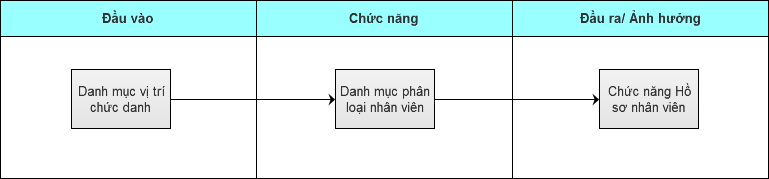 Đầu vào
Chức năng
Đầu ra/ Ảnh hưởng
Danh mục vị trí
chức danh
Danh mục phân
loại nhân viên
Chức năng Hồ
sơ nhân viên